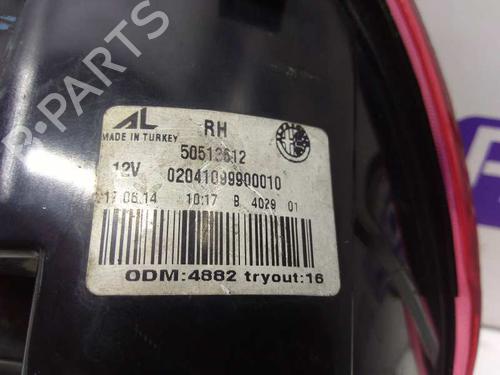 AL
MADE IN TURKEY
RH
50513612
12V
02041099900010
17.06.14 10:17 B 4029 01
ODM:4882 tryout:16
B-PARTS